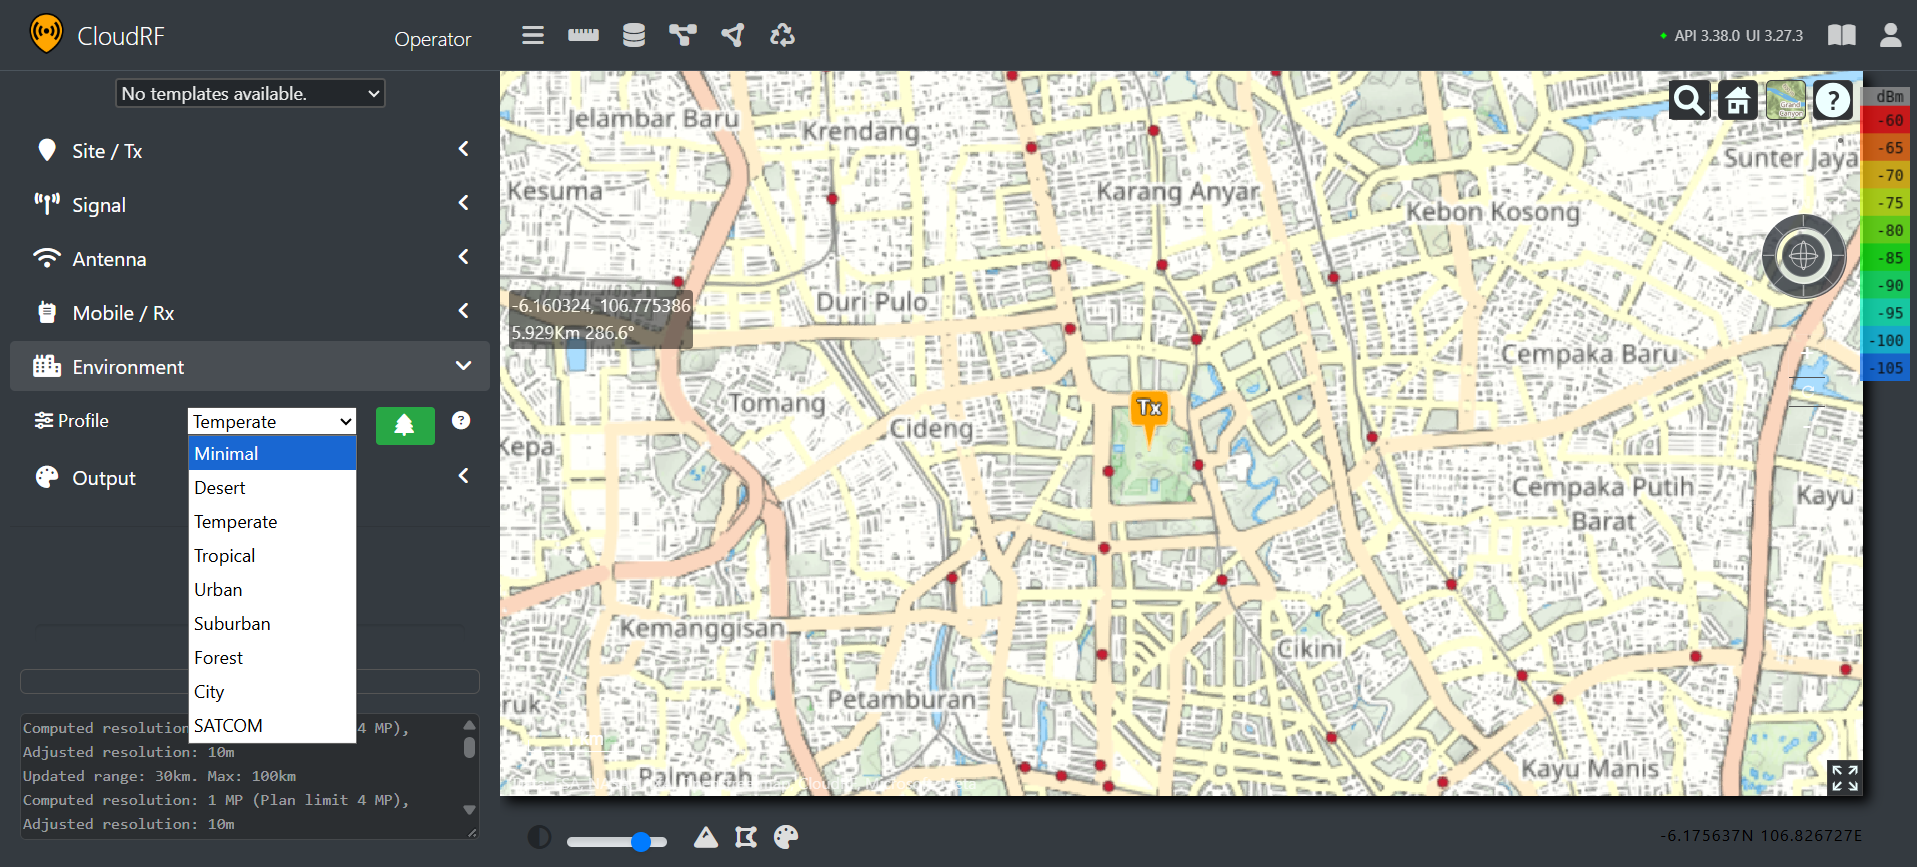 CloudRF
Operator
API 3.38.0 UI 3.27.3
No templates available.
Site / Tx
Signal
Antenna
Mobile / Rx
Environment
Profile
Temperate
Minimal
Desert
Temperate
Tropical
Urban
Suburban
Forest
City
SATCOM
Output
Computed resolution
4 MP),
Adjusted resolution: 10m
Updated range: 30km. Max: 100km
Computed resolution: 1 MP (Plan limit 4 MP),
Adjusted resolution: 10m
Jelambar Baru
Krendang
Kesuma
Karang Anyar
Kebon Kosong
Sunter Jaya
-6.160324, 106.775386
5.929Km 286.6°
Duri Pulo
Cempaka Baru
Tomang
Tx
Cideng
Kepa
Cempaka Putih
Barat
Kayu
Kemanggisan
Cikini
Petamburan
ruk
Palmerah
Kayu Manis
dBm
-60
-65
-70
-75
-80
-85
-90
-95
-100
-105
-6.175637N 106.826727E